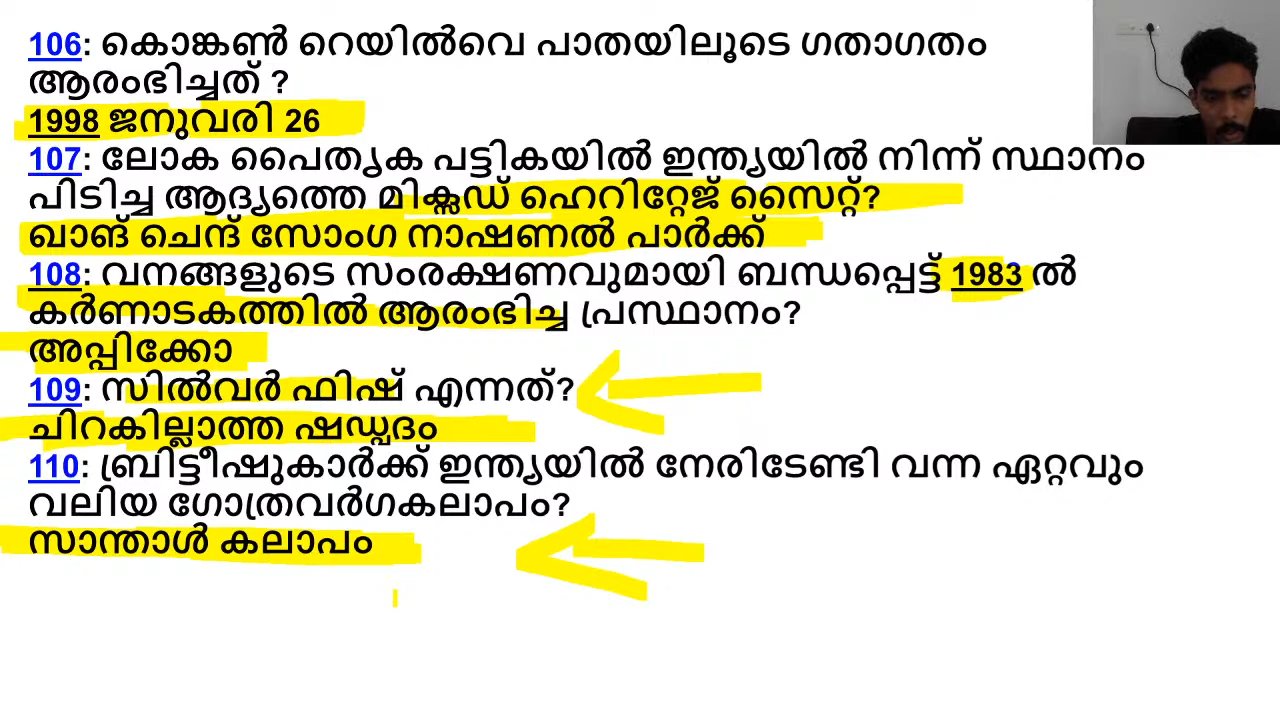 106: കൊങ്കൺ റെയിൽവെ പാതയിലൂടെ ഗതാഗതം
ആരംഭിച്ചത് ?
1998 ജനുവരി 26
107: ലോക പൈതൃക പട്ടികയിൽ ഇന്ത്യയിൽ നിന്ന് സ്ഥാനം
പിടിച്ച ആദ്യത്തെ മിക്സഡ് ഹെറിറ്റേജ് സൈറ്റ്?
ഖാങ് ചെന്ദ് സോംഗ നാഷണൽ പാർക്ക്
108: വനങ്ങളുടെ സംരക്ഷണവുമായി ബന്ധപ്പെട്ട് 1983 ൽ
കർണാടകത്തിൽ ആരംഭിച്ച പ്രസ്ഥാനം?
അപ്പിക്കോ
109: സിൽവർ ഫിഷ് എന്നത്?
ചിറകില്ലാത്ത ഷഡ്പദം
110: ബ്രിട്ടീഷുകാർക്ക് ഇന്ത്യയിൽ നേരിടേണ്ടി വന്ന ഏറ്റവും
വലിയ ഗോത്രവർഗകലാപം?
സാന്താൾ കലാപം